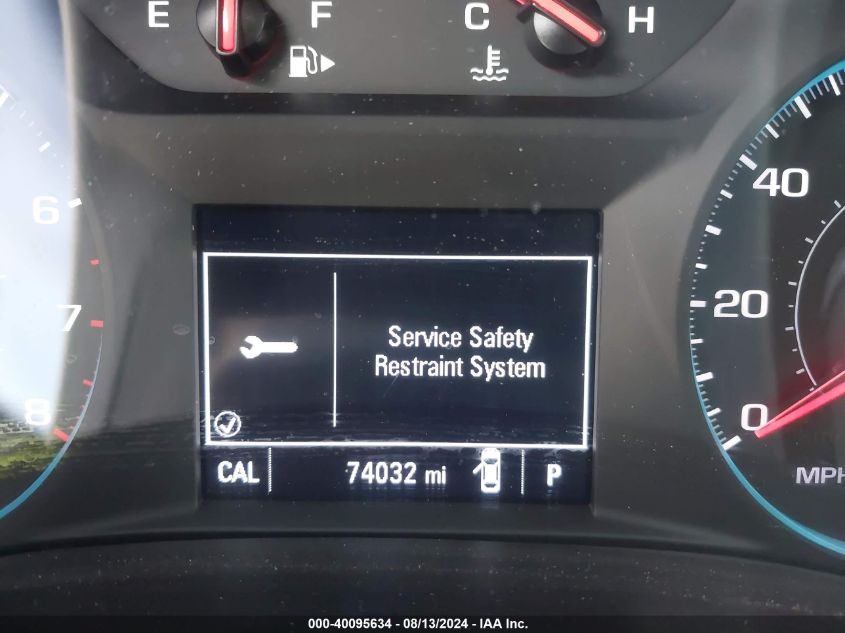 E F C H
6
7
8
40
20
0
MPH
Service Safety
Restraint System
CAL 74032 mi P
000-40095634 - 08/13/2024 - IAA Inc.